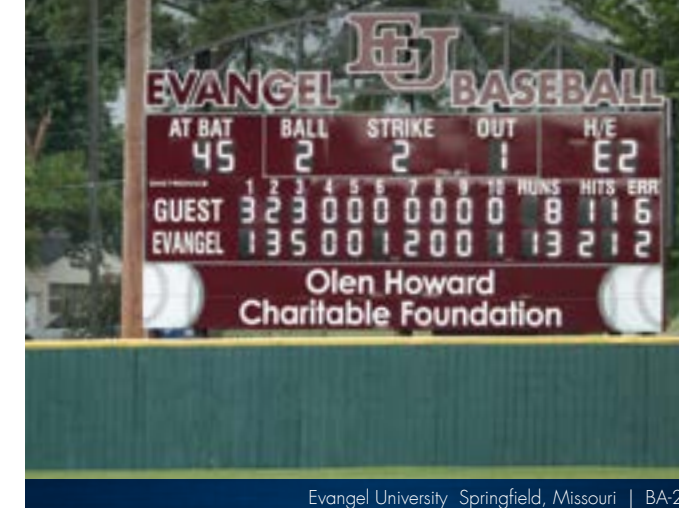 EU
EVANGEL BASEBALL
AT BAT BALL STRIKE OUT H/E
45 2 2 1 E2
1 2 3 4 5 6 7 8 9 10 RUNS HITS ERR
GUEST 3 2 3 0 0 0 0 0 0 0 8 11 6
EVANGEL 1 3 5 0 0 1 2 0 0 1 13 21 2
Olen Howard
Charitable Foundation
Evangel University Springfield, Missouri | BA-2